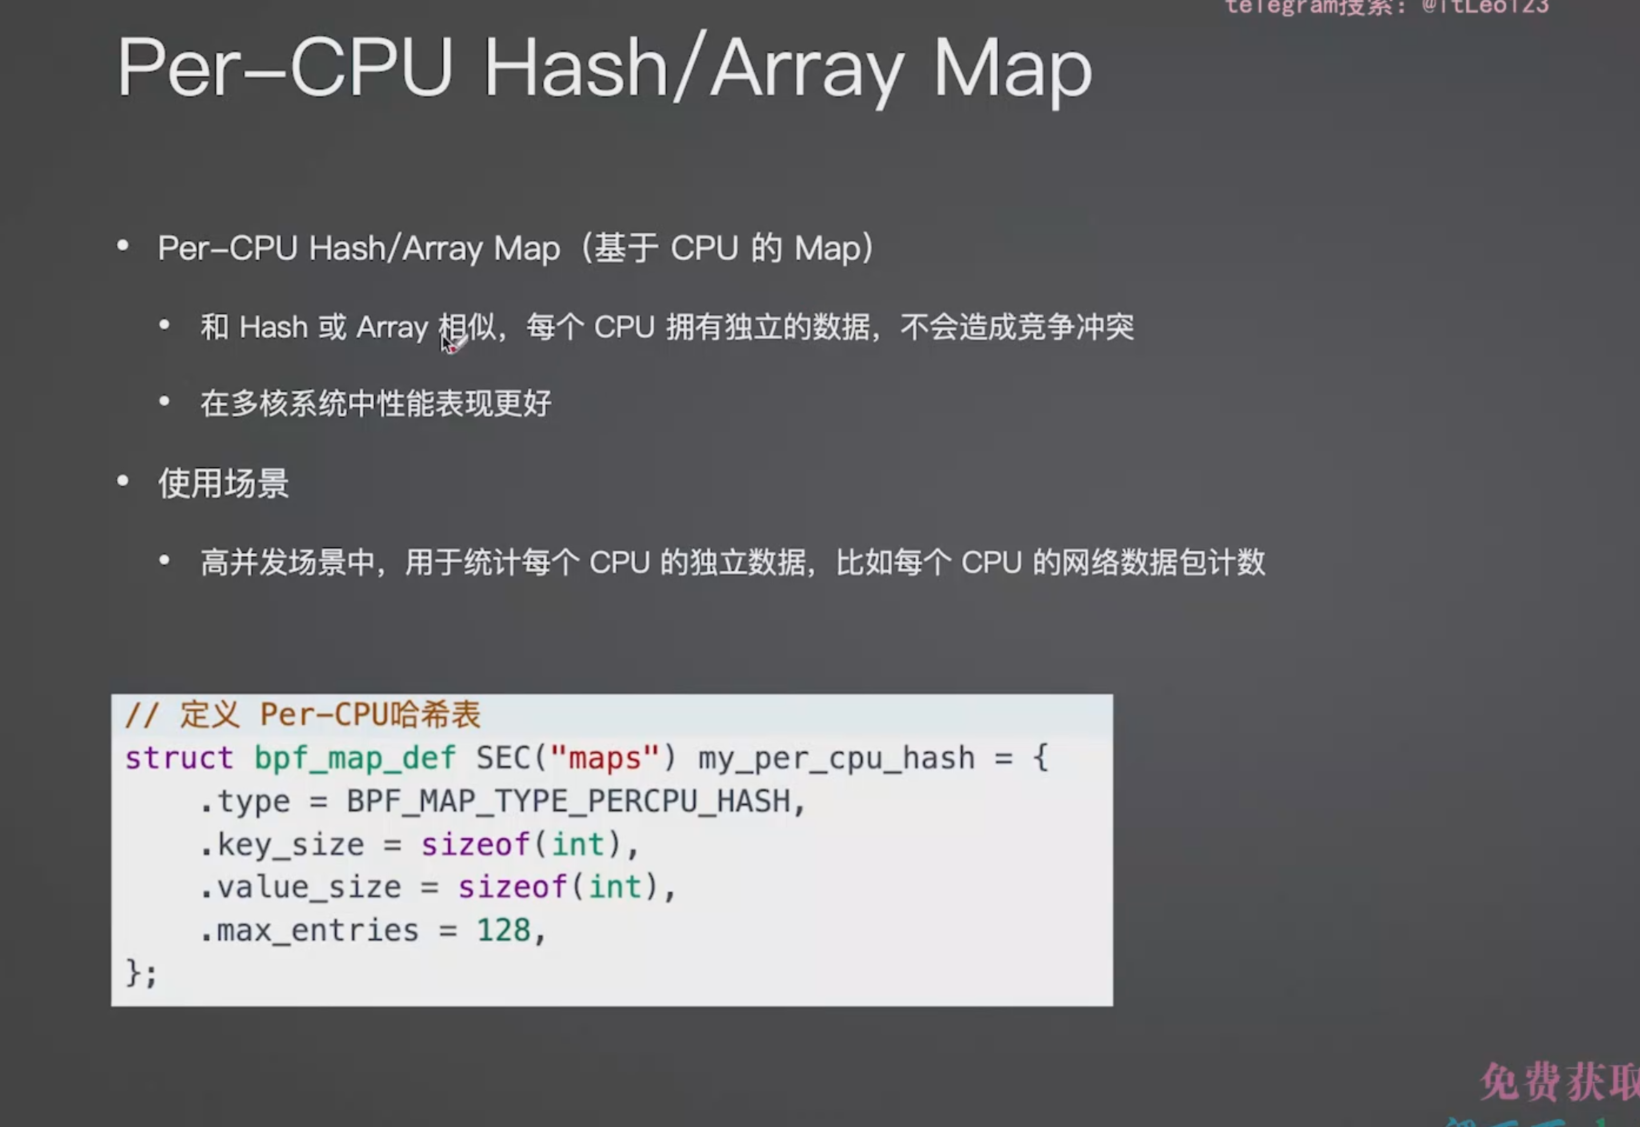 telegram搜索：@itLeo123
Per-CPU Hash/Array Map
• Per-CPU Hash/Array Map（基于 CPU 的 Map）
• 和 Hash 或 Array 相似，每个 CPU 拥有独立的数据，不会造成竞争冲突
• 在多核系统中性能表现更好
• 使用场景
• 高并发场景中，用于统计每个 CPU 的独立数据，比如每个 CPU 的网络数据包计数
// 定义 Per-CPU哈希表
struct bpf_map_def SEC("maps") my_per_cpu_hash = {
    .type = BPF_MAP_TYPE_PERCPU_HASH,
    .key_size = sizeof(int),
    .value_size = sizeof(int),
    .max_entries = 128,
};
免费获取